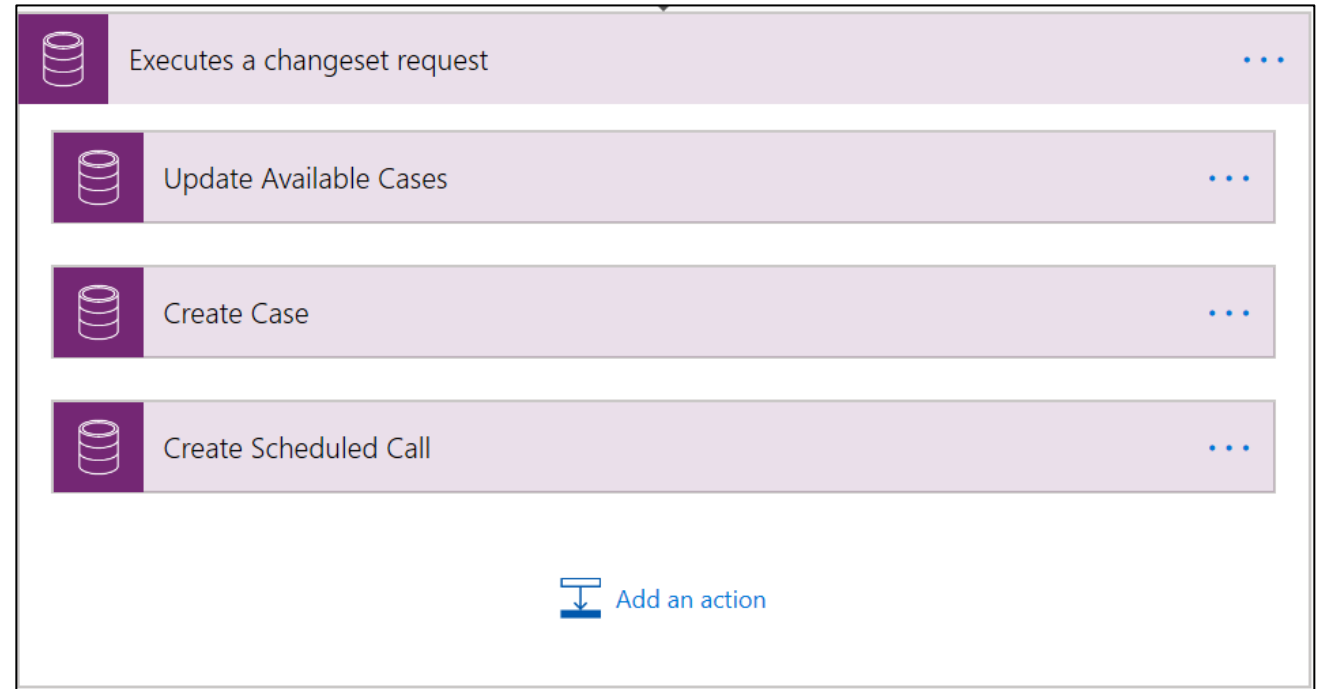 Executes a changeset request
Update Available Cases
Create Case
Create Scheduled Call
Add an action